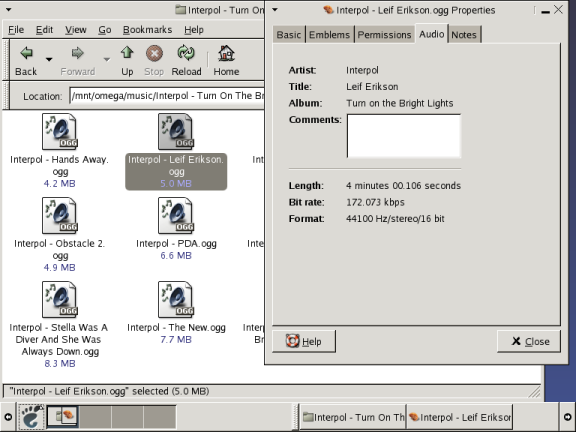 Interpol - Turn On
File Edit View Go Bookmarks Help
Back Forward Up Stop Reload Home
Location: /mnt/omega/music/Interpol - Turn On The Br
OGG OGG
Interpol - Hands Away.
ogg
4.2 MB
Interpol - Leif Erikson.
ogg
5.0 MB
OGG OGG
Interpol - Obstacle 2.
ogg
4.9 MB
Interpol - PDA.ogg
6.6 MB
OGG OGG
Interpol - Stella Was A
Diver And She Was
Always Down.ogg
8.3 MB
Interpol - The New.ogg
7.7 MB
"Interpol - Leif Erikson.ogg" selected (5.0 MB)
Interpol - Leif Erikson.ogg Properties
Basic Emblems Permissions Audio Notes
Artist: Interpol
Title: Leif Erikson
Album: Turn on the Bright Lights
Comments:
Length: 4 minutes 00.106 seconds
Bit rate: 172.073 kbps
Format: 44100 Hz/stereo/16 bit
Help Close
Interpol - Turn On Th Interpol - Leif Erikson